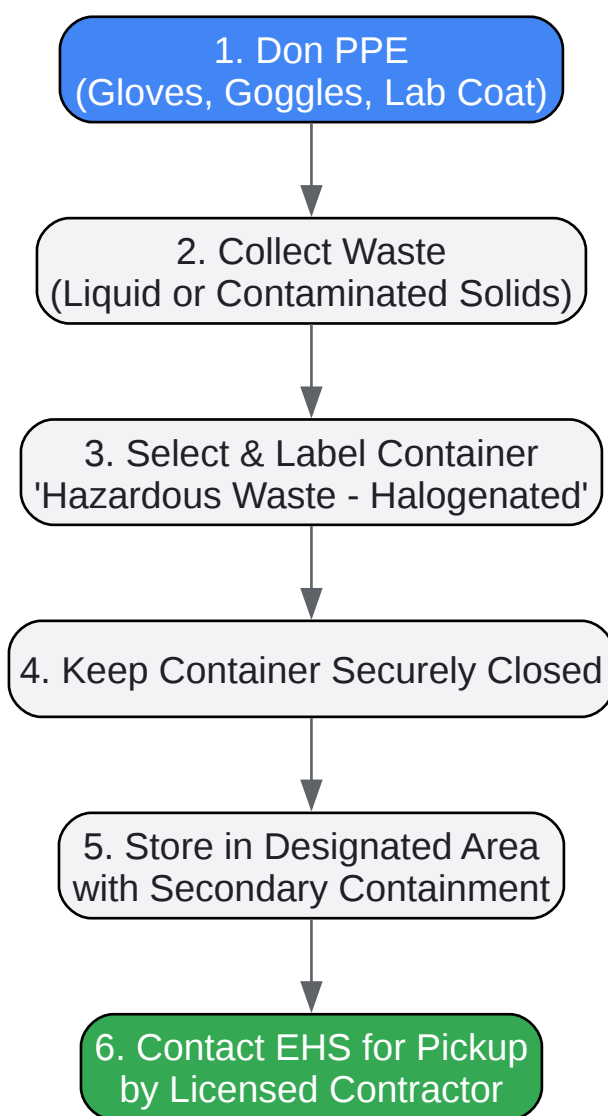 1. Don PPE
(Gloves, Goggles, Lab Coat)
2. Collect Waste
(Liquid or Contaminated Solids)
3. Select & Label Container
'Hazardous Waste - Halogenated'
4. Keep Container Securely Closed
5. Store in Designated Area
with Secondary Containment
6. Contact EHS for Pickup
by Licensed Contractor